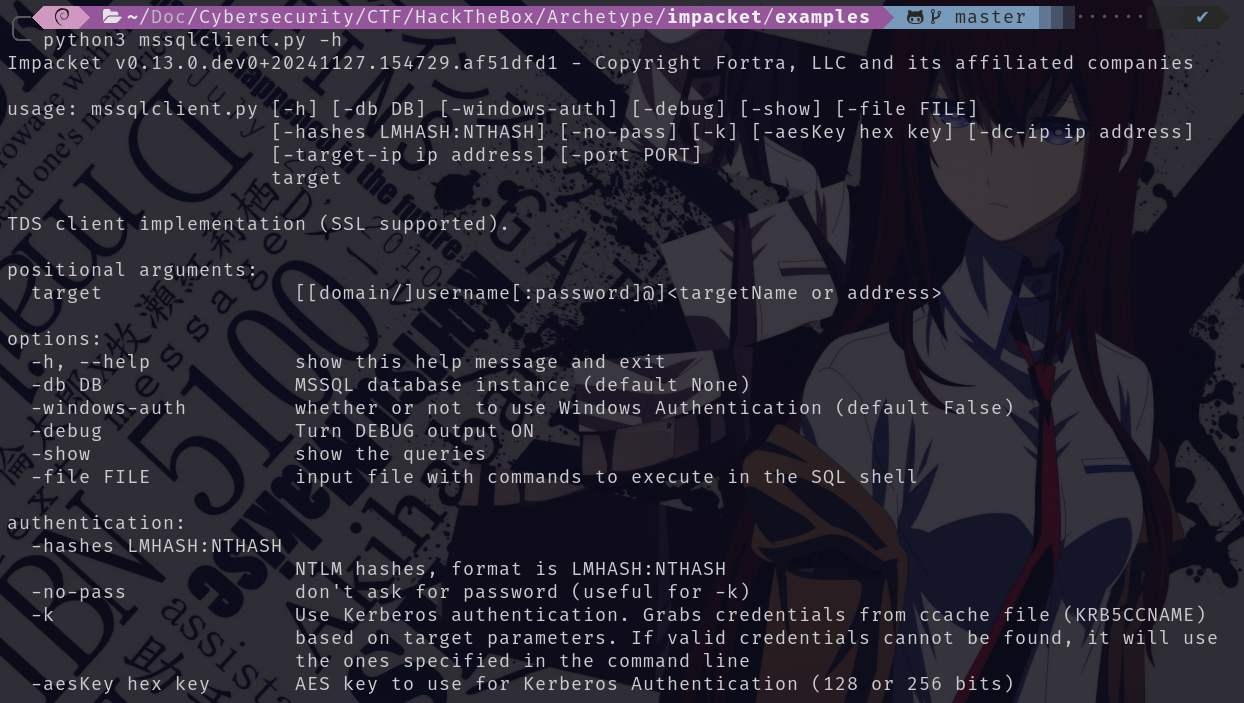 ~/Doc/Cybersecurity/CTF/HackTheBox/Archetype/impacket/examples master ······ ✔
python3 mssqlclient.py -h
Impacket v0.13.0.dev0+20241127.154729.af51dfd1 - Copyright Fortra, LLC and its affiliated companies
usage: mssqlclient.py [-h] [-db DB] [-windows-auth] [-debug] [-show] [-file FILE]
[-hashes LMHASH:NTHASH] [-no-pass] [-k] [-aesKey hex key] [-dc-ip ip address]
[-target-ip ip address] [-port PORT]
target
TDS client implementation (SSL supported).
positional arguments:
target [[domain/]username[:password]@]<targetName or address>
options:
-h, --help show this help message and exit
-db DB MSSQL database instance (default None)
-windows-auth whether or not to use Windows Authentication (default False)
-debug Turn DEBUG output ON
-show show the queries
-file FILE input file with commands to execute in the SQL shell
authentication:
-hashes LMHASH:NTHASH
NTLM hashes, format is LMHASH:NTHASH
-no-pass don't ask for password (useful for -k)
-k Use Kerberos authentication. Grabs credentials from ccache file (KRB5CCNAME)
based on target parameters. If valid credentials cannot be found, it will use
the ones specified in the command line
-aesKey hex key AES key to use for Kerberos Authentication (128 or 256 bits)
5100